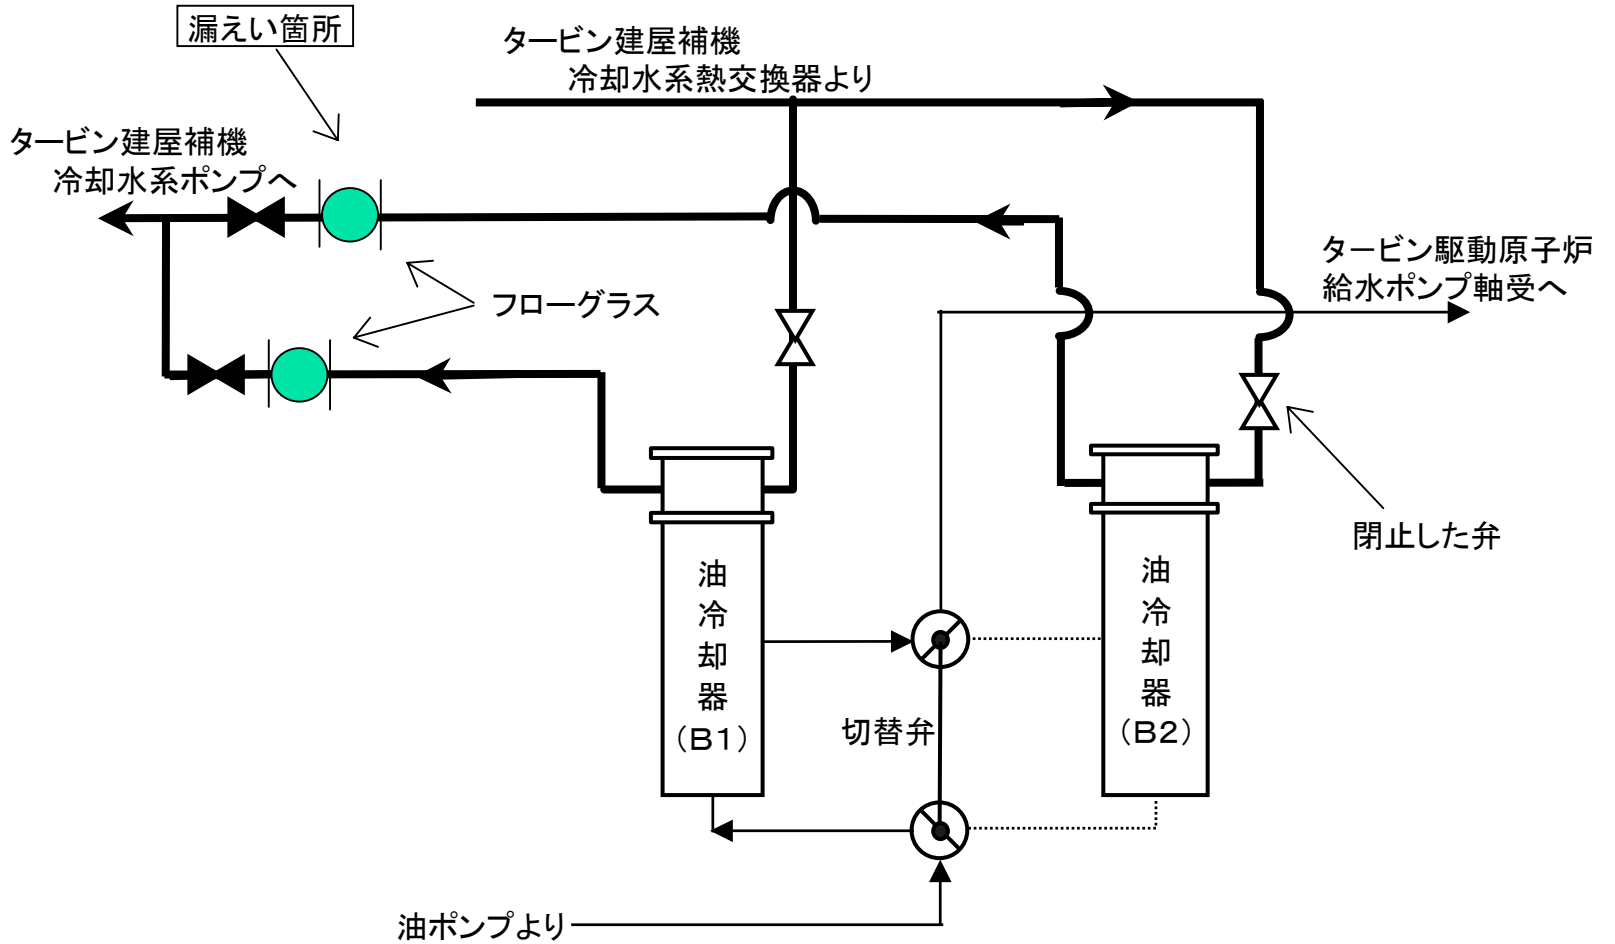 漏えい箇所
タービン建屋補機
冷却水系熱交換器より
タービン建屋補機
冷却水系ポンプへ
タービン駆動原子炉
給水ポンプ軸受へ
フローグラス
閉止した弁
油冷却器
(B1)
油冷却器
(B2)
切替弁
油ポンプより